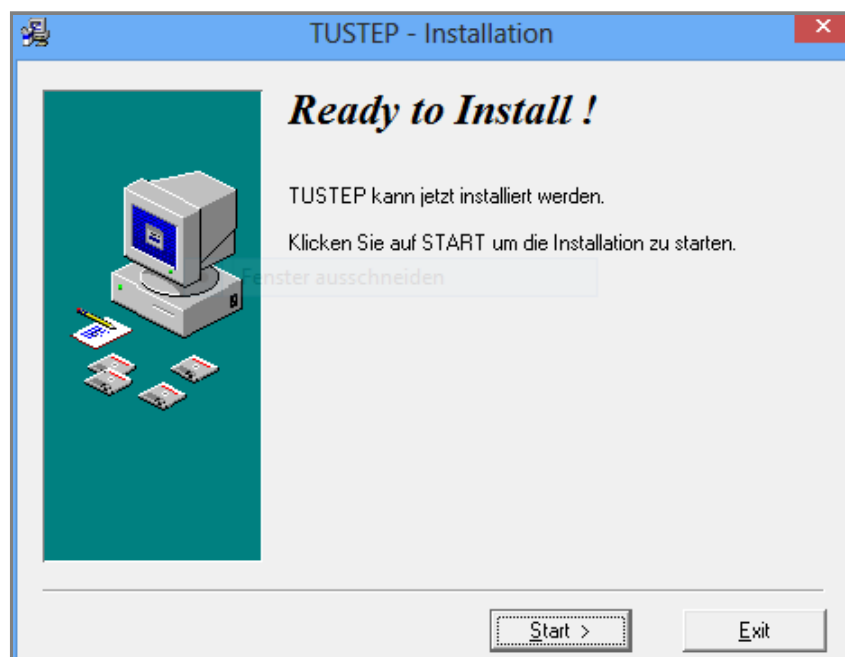 TUSTEP - Installation
Ready to Install !
TUSTEP kann jetzt installiert werden.
Klicken Sie auf START um die Installation zu starten.
Fenster ausschneiden
Start >
Exit